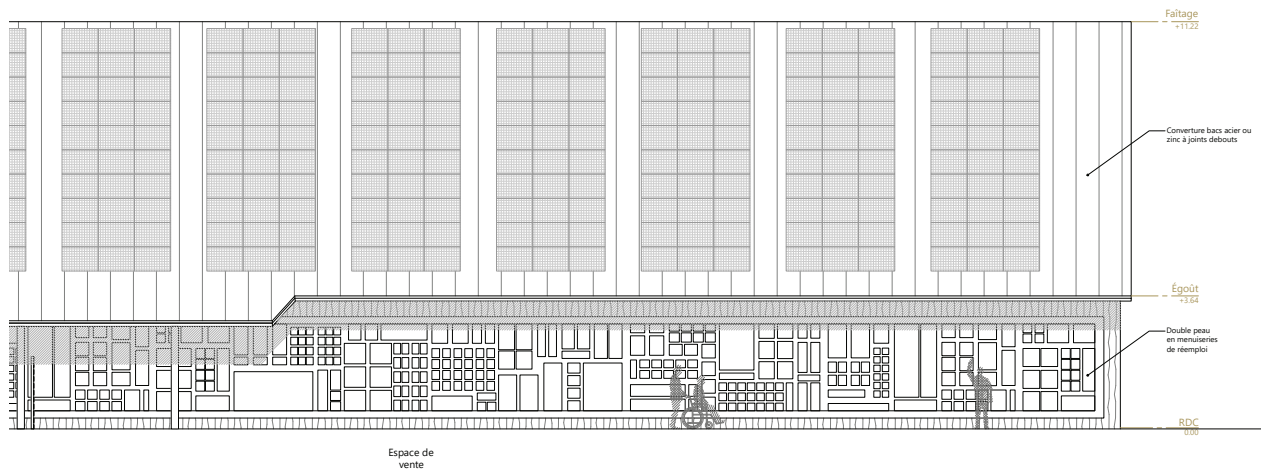 Faîtage
+11.22
Converture bacs acier ou
zinc à joints debouts
Égoût
+3.64
Double peau
en menuiseries
de réemploi
RDC
0.00
Espace de
vente